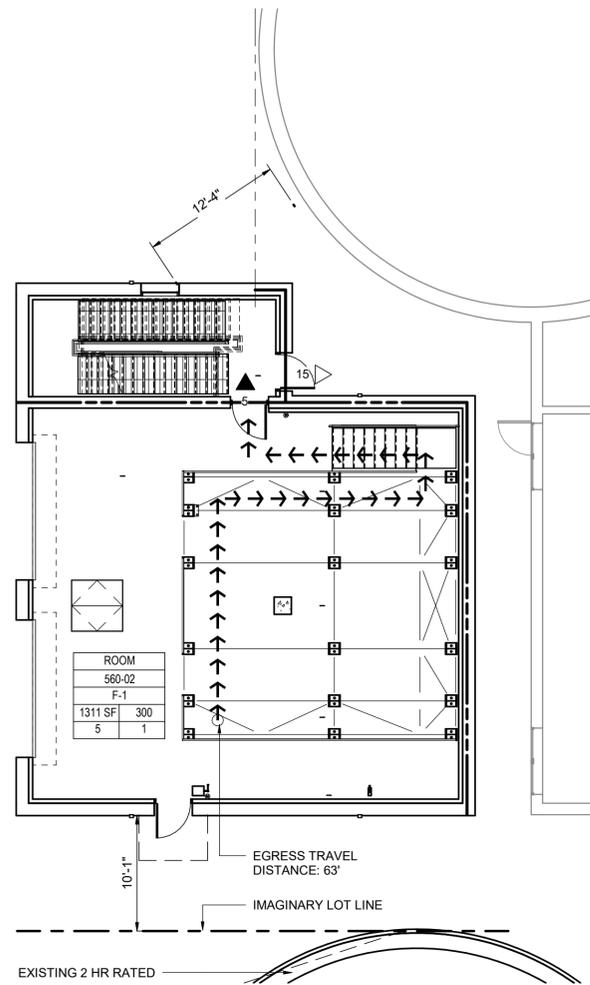 12'-4"
15
5
ROOM
560-02
F-1
1311 SF 300
5 1
EGRESS TRAVEL
DISTANCE: 63'
10'-1"
IMAGINARY LOT LINE
EXISTING 2 HR RATED